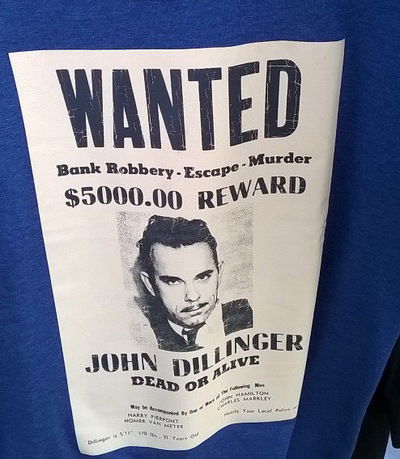 WANTED
Bank Robbery - Escape - Murder
$5000.00 REWARD
JOHN DILLINGER
DEAD OR ALIVE
May be Accompanied By One or More of The Following Men
HARRY PIERPONT JOHN HAMILTON
HOMER VAN METER CHARLES MARKLEY
Dillinger is 5'11", 170 lbs, 31 Years Old Notify Your Local Police